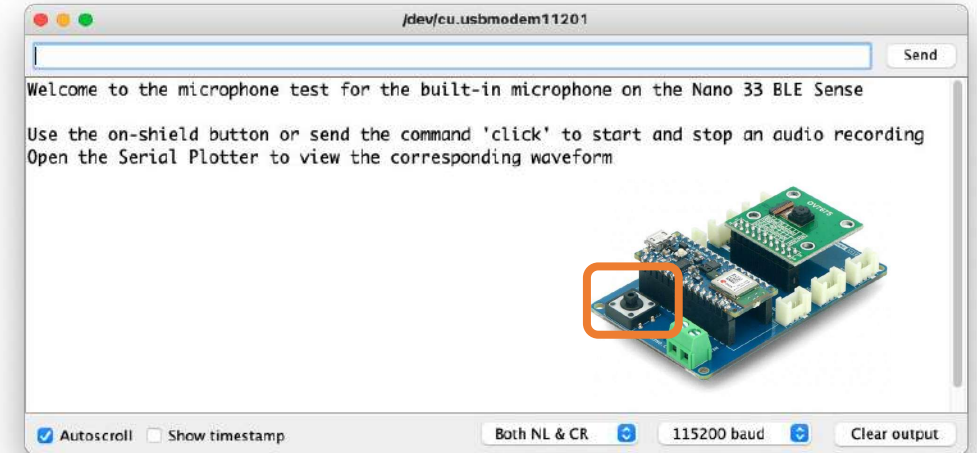 /dev/cu.usbmodem11201
Send
Welcome to the microphone test for the built-in microphone on the Nano 33 BLE Sense
Use the on-shield button or send the command 'click' to start and stop an audio recording
Open the Serial Plotter to view the corresponding waveform
OV7675
Autoscroll
Show timestamp
Both NL & CR
115200 baud
Clear output